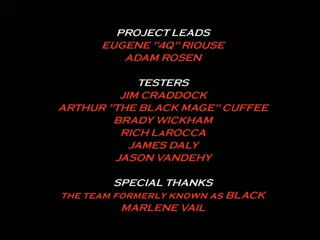 PROJECT LEADS
EUGENE "4Q" RIOUSE
ADAM ROSEN
TESTERS
JIM CRADDOCK
ARTHUR "THE BLACK MAGE" CUFFEE
BRADY WICKHAM
RICH LaROCCA
JAMES DALY
JASON VANDEHY
SPECIAL THANKS
THE TEAM FORMERLY KNOWN AS BLACK
MARLENE VAIL